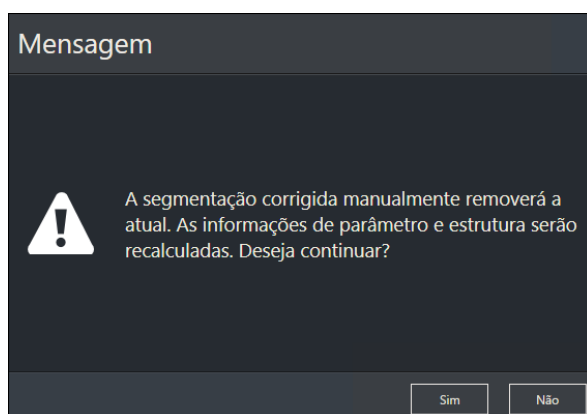 Mensagem
A segmentação corrigida manualmente removerá a
atual. As informações de parâmetro e estrutura serão
recalculadas. Deseja continuar?
Sim
Não